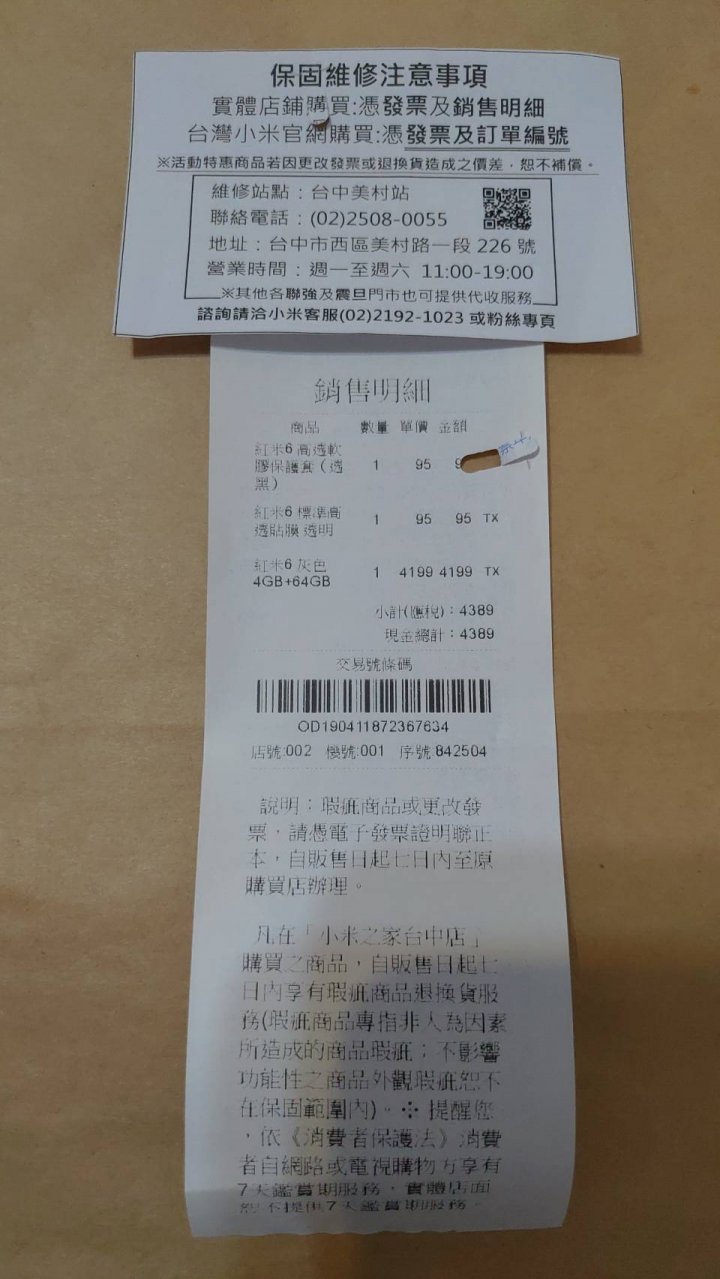 保固維修注意事項
實體店鋪購買:憑發票及銷售明細
台灣小米官網購買:憑發票及訂單編號
※活動特惠商品若因更改發票或退換貨造成之價差，恕不補償。
維修站點：台中美村站
聯絡電話：(02)2508-0055
地址：台中市西區美村路一段 226 號
營業時間：週一至週六 11:00-19:00
※其他各聯強及震旦門市也可提供代收服務
諮詢請洽小米客服(02)2192-1023 或粉絲專頁
銷售明細
商品 數量 單價 金額
紅米6 高透軟
膠保護套（透 1 95 9
黑）
紅米6 標準高 1 95 95 TX
透貼膜 透明
紅米6 灰色 1 4199 4199 TX
4GB+64GB
小計(應稅)：4389
現金總計：4389
交易號條碼
OD190411872367634
店號:002 機號:001 序號:842504
說明：瑕疵商品或更改發
票，請憑電子發票證明聯正
本，自販售日起七日內至原
購買店辦理。
凡在「小米之家台中店」
購買之商品，自販售日起七
日內享有瑕疵商品退換貨服
務(瑕疵商品專指非人為因素
所造成的商品瑕疵；不影響
功能性之商品外觀瑕疵恕不
在保固範圍內)。※ 提醒您
，依《消費者保護法》消費
者自網路或電視購物方享有
7天鑑賞期服務，實體店面
恕不提供7天鑑賞期服務。